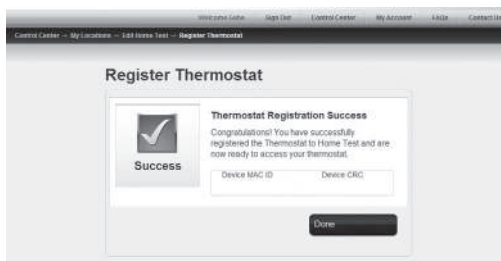 Welcome Gabe Sign Out Control Center My Account FAQs Contact Us
Control Center → My Locations → Edit Home Test → Register Thermostat
Register Thermostat
Thermostat Registration Success
Congratulations! You have successfully
registered the Thermostat to Home Test and are
now ready to access your thermostat.
Success
Device MAC ID Device CRC
Done